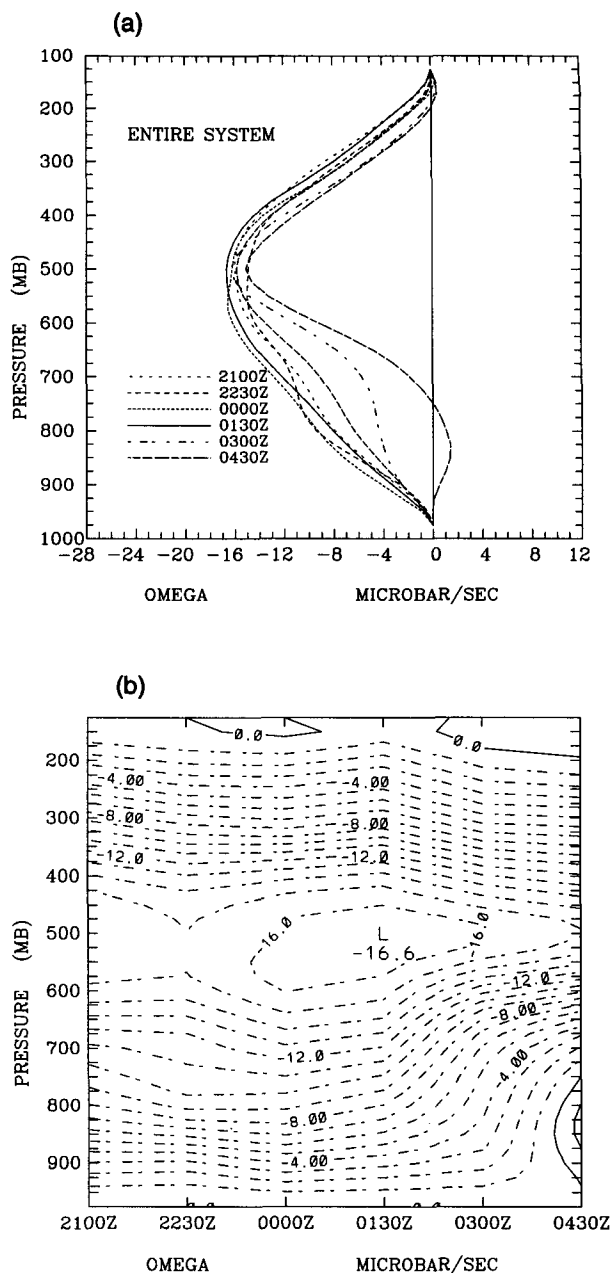 (a)
100
200
300
400
500
600
700
800
900
1000
PRESSURE (MB)
ENTIRE SYSTEM
2100Z
2230Z
0000Z
0130Z
0300Z
0430Z
-28 -24 -20 -16 -12 -8 -4 0 4 8 12
OMEGA MICROBAR/SEC
(b)
200
300
400
500
600
700
800
900
PRESSURE (MB)
0.0
0.0
-4.00
-4.00
-8.00
-8.00
-12.0
-12.0
-16.0
L
-16.6
-16.0
-12.0
-8.00
-12.0
-4.00
-8.00
-4.00
2100Z 2230Z 0000Z 0130Z 0300Z 0430Z
OMEGA MICROBAR/SEC